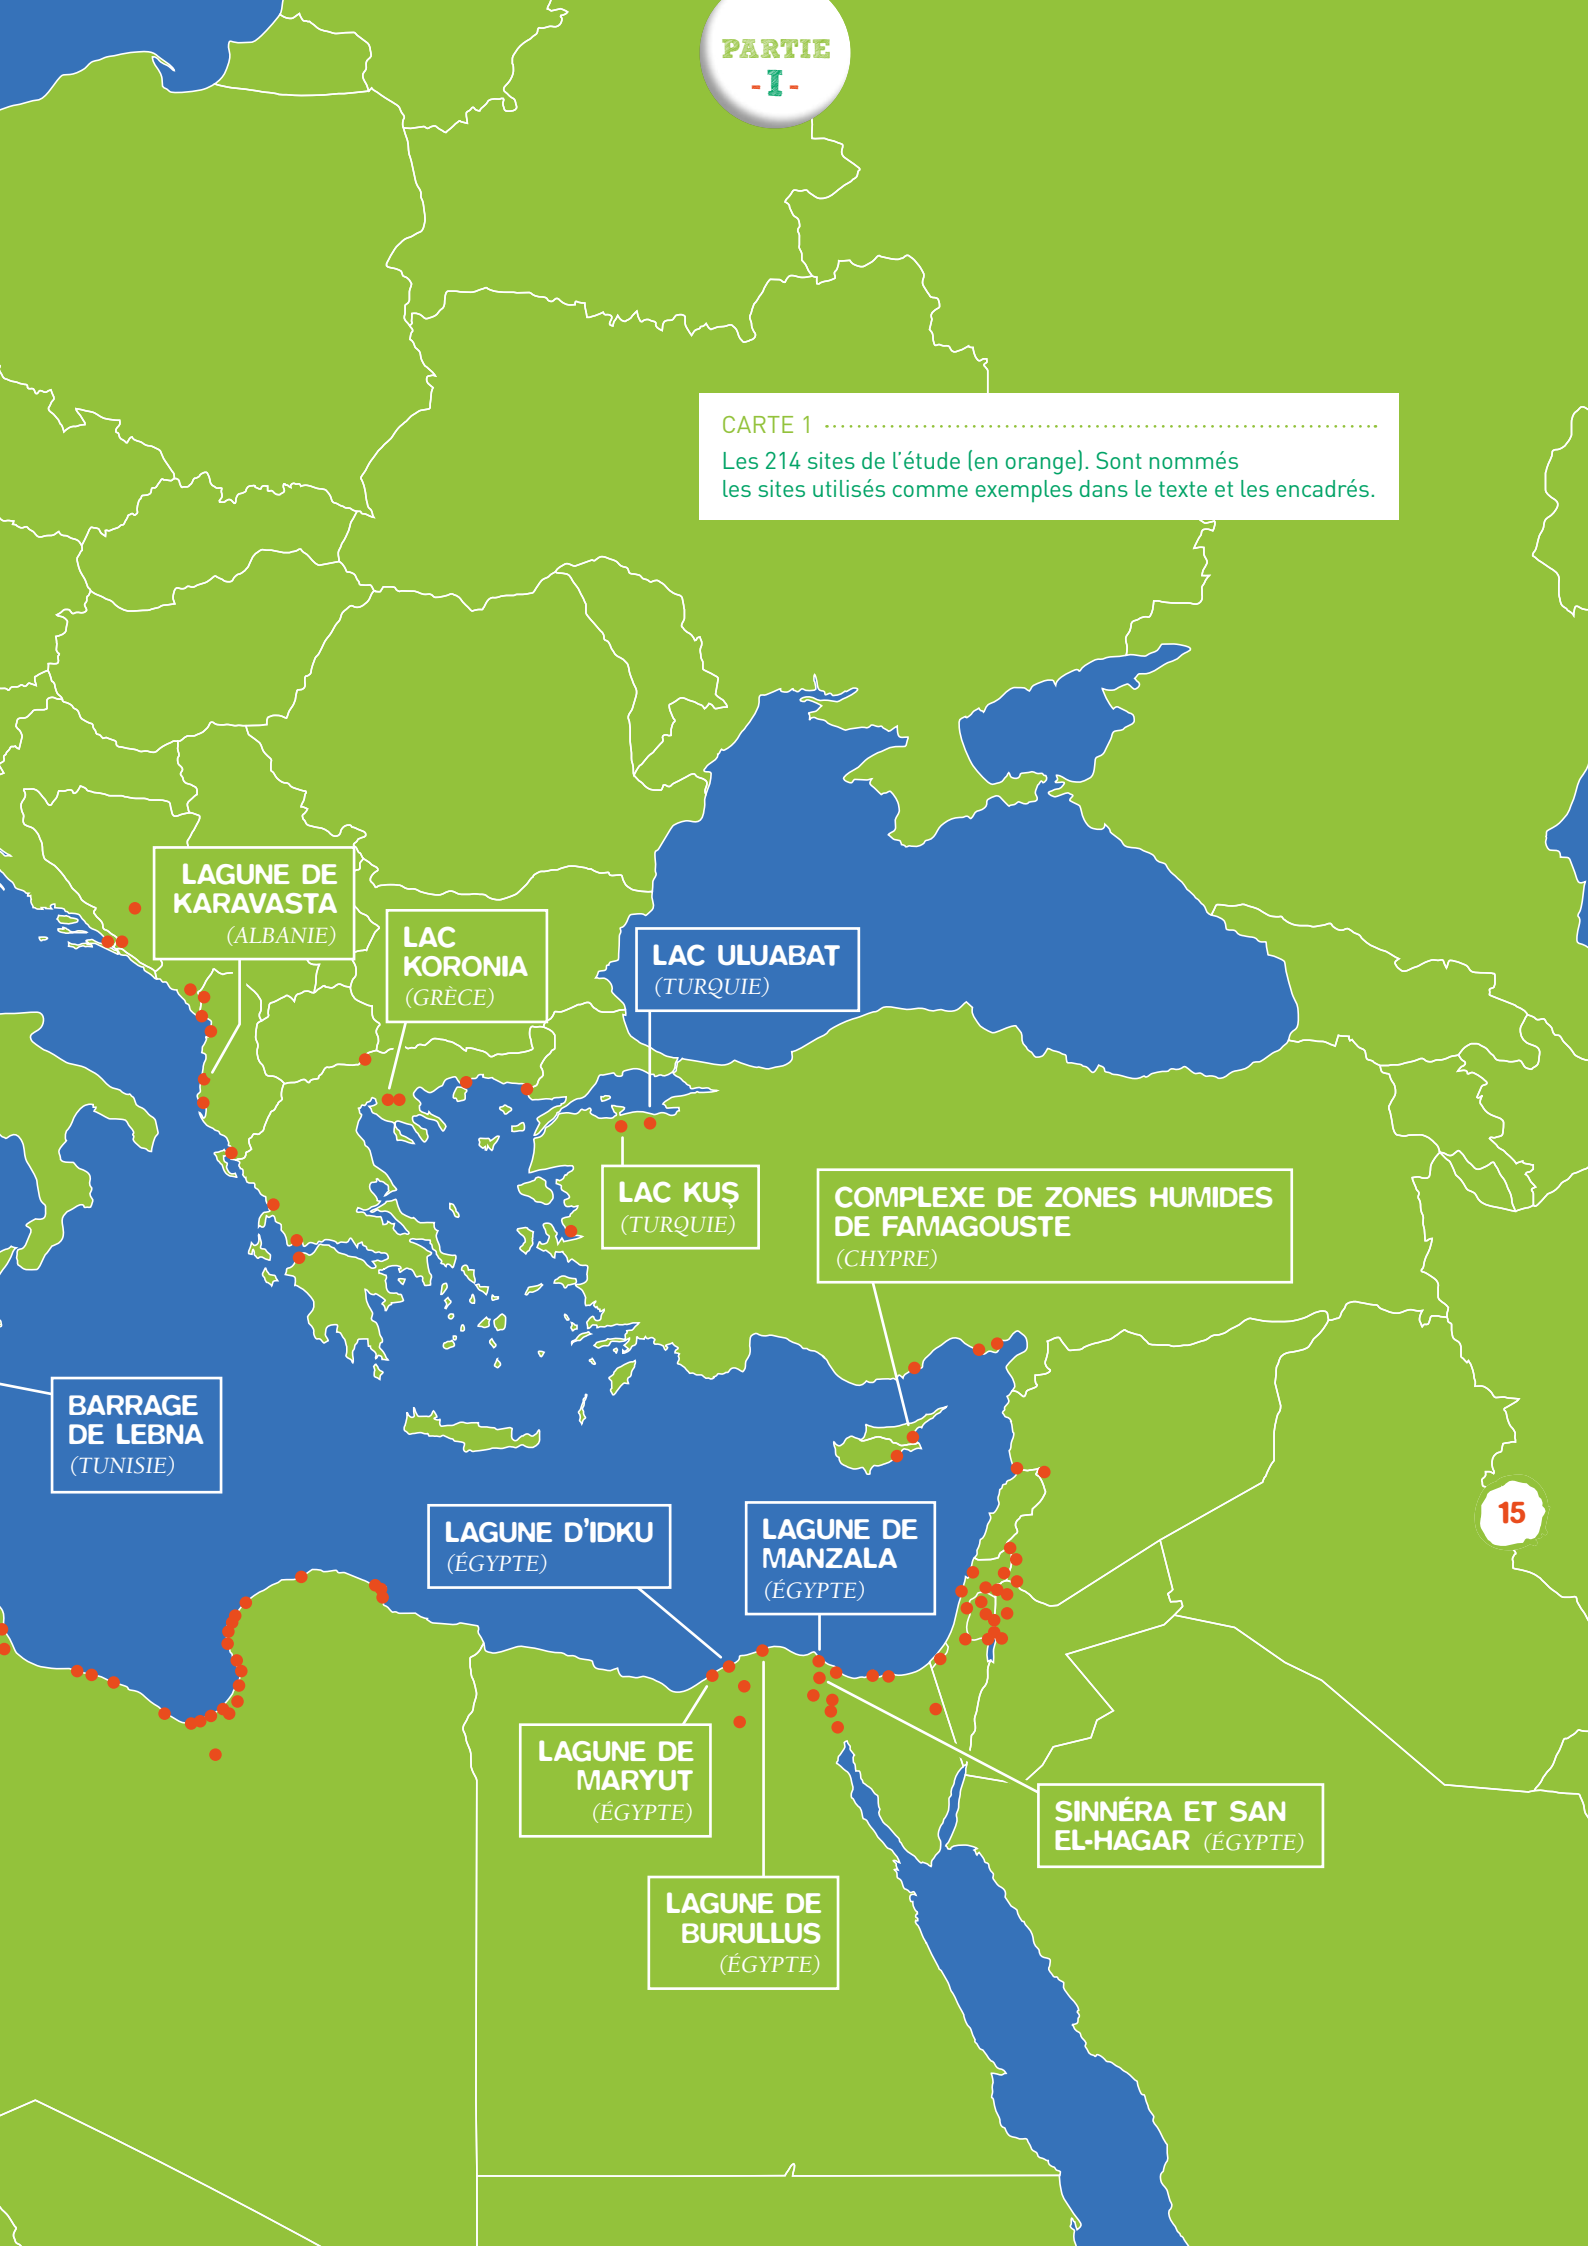 PARTIE
- I -
CARTE 1
Les 214 sites de l'étude (en orange). Sont nommés
les sites utilisés comme exemples dans le texte et les encadrés.
LAGUNE DE
KARAVASTA
(ALBANIE)
LAC
KORONIA
(GRÈCE)
LAC ULUABAT
(TURQUIE)
LAC KUŞ
(TURQUIE)
COMPLEXE DE ZONES HUMIDES
DE FAMAGOUSTE
(CHYPRE)
BARRAGE
DE LEBNA
(TUNISIE)
LAGUNE D'IDKU
(ÉGYPTE)
LAGUNE DE
MANZALA
(ÉGYPTE)
15
LAGUNE DE
MARYUT
(ÉGYPTE)
SINNÉRA ET SAN
EL-HAGAR (ÉGYPTE)
LAGUNE DE
BURULLUS
(ÉGYPTE)